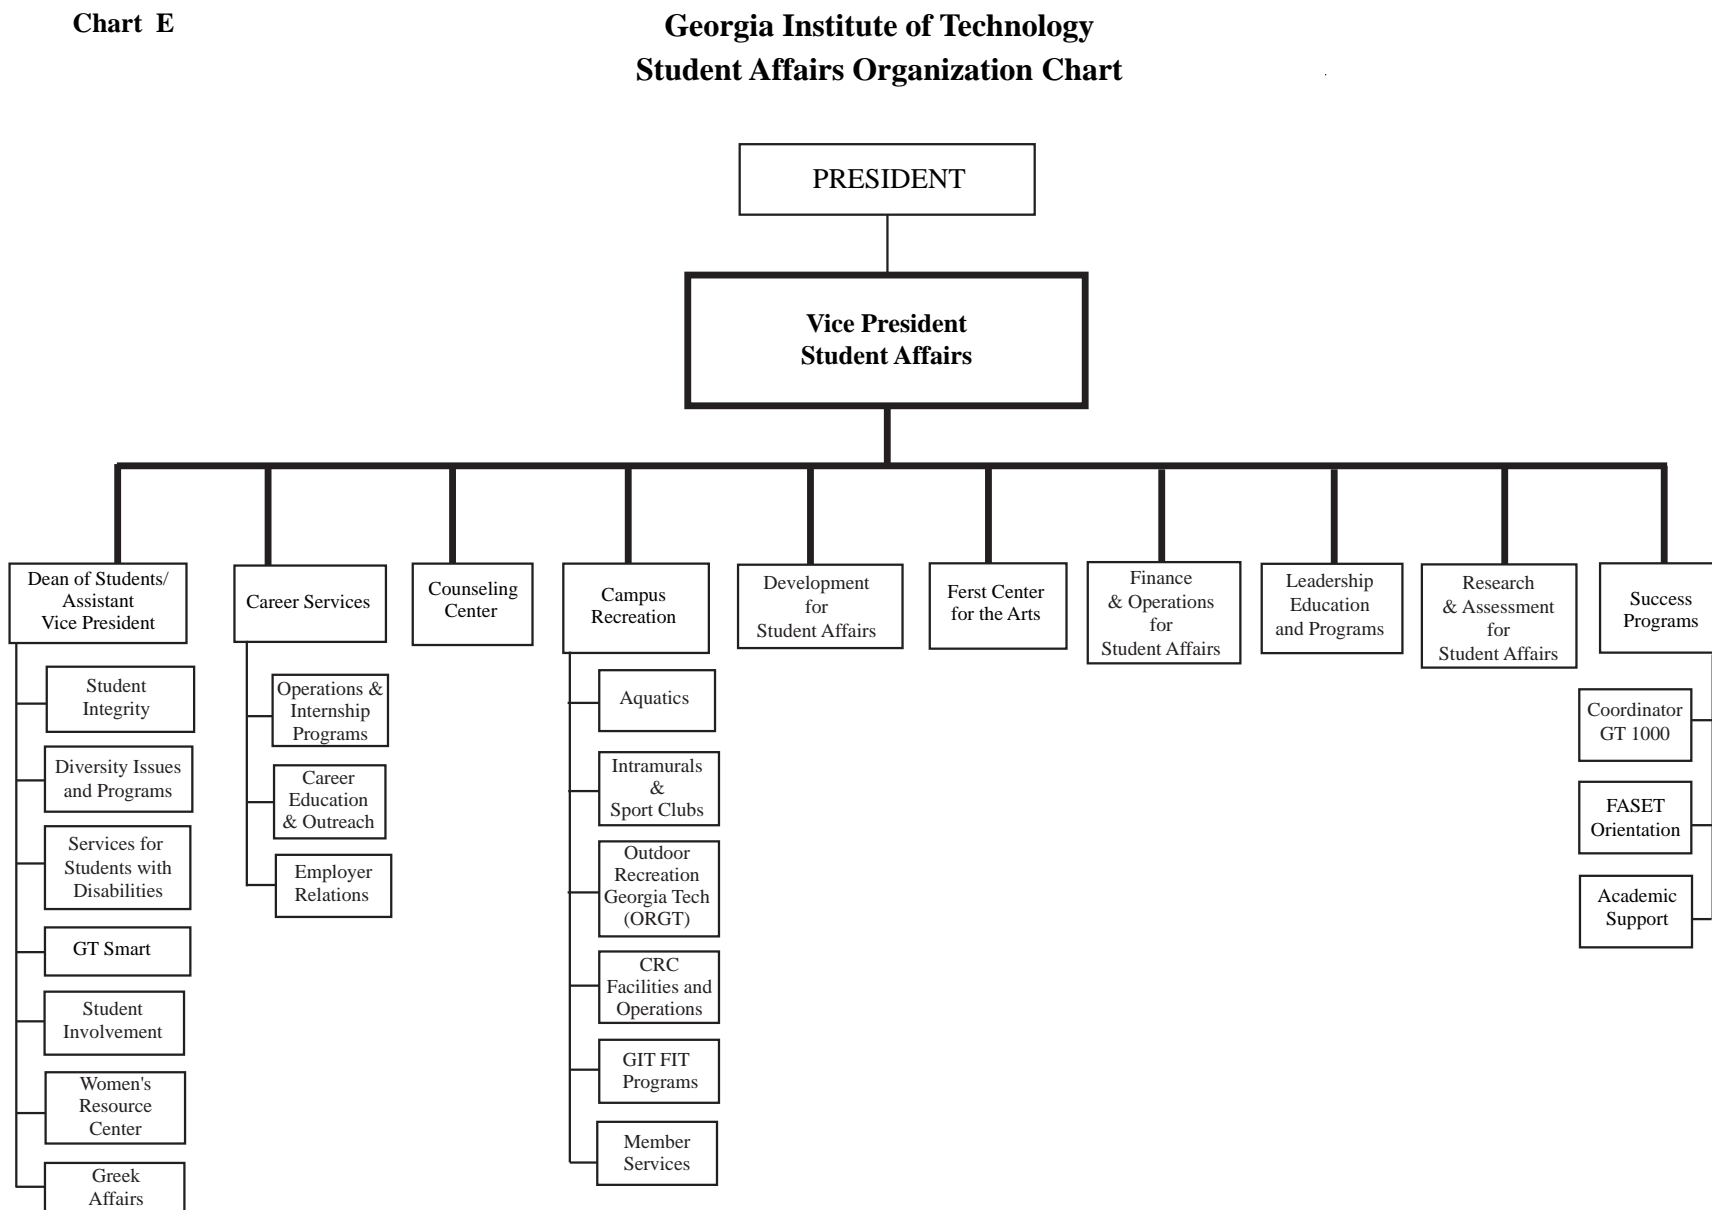 Chart E
Georgia Institute of Technology
Student Affairs Organization Chart
PRESIDENT
Vice President
Student Affairs
Dean of Students/
Assistant
Vice President
Student
Integrity
Diversity Issues
and Programs
Services for
Students with
Disabilities
GT Smart
Student
Involvement
Women's
Resource
Center
Greek
Affairs
Career Services
Operations &
Internship
Programs
Career
Education
& Outreach
Employer
Relations
Counseling
Center
Campus
Recreation
Aquatics
Intramurals
&
Sport Clubs
Outdoor
Recreation
Georgia Tech
(ORGT)
CRC
Facilities and
Operations
GIT FIT
Programs
Member
Services
Development
for
Student Affairs
Ferst Center
for the Arts
Finance
& Operations
for
Student Affairs
Leadership
Education
and Programs
Research
& Assessment
for
Student Affairs
Success
Programs
Coordinator
GT 1000
FASET
Orientation
Academic
Support